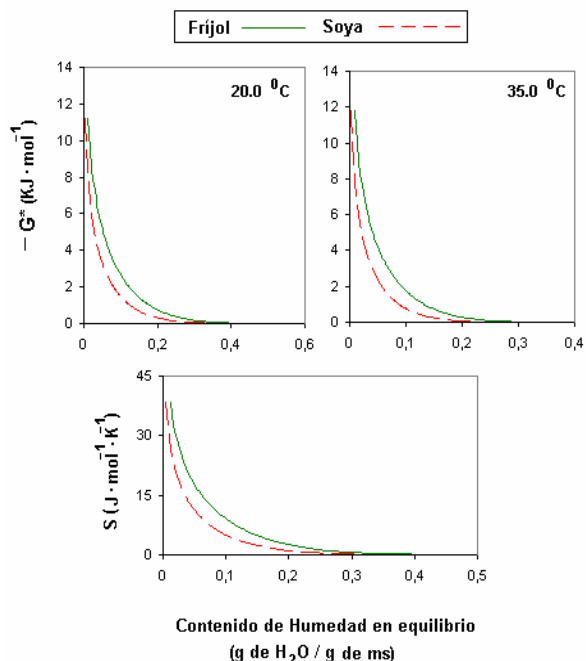 Fríjol Soya
14 14
20.0 ⁰C 35.0 ⁰C
12 12
10 10
8 8
6 6
4 4
2 2
0 0
0 0,2 0,4 0,6 0 0,1 0,2 0,3 0,4
— G* (KJ·mol⁻¹)
45
30
15
0
0 0,1 0,2 0,3 0,4 0,5
S (J·mol⁻¹·K⁻¹)
Contenido de Humedad en equilibrio
(g de H₂O / g de ms)